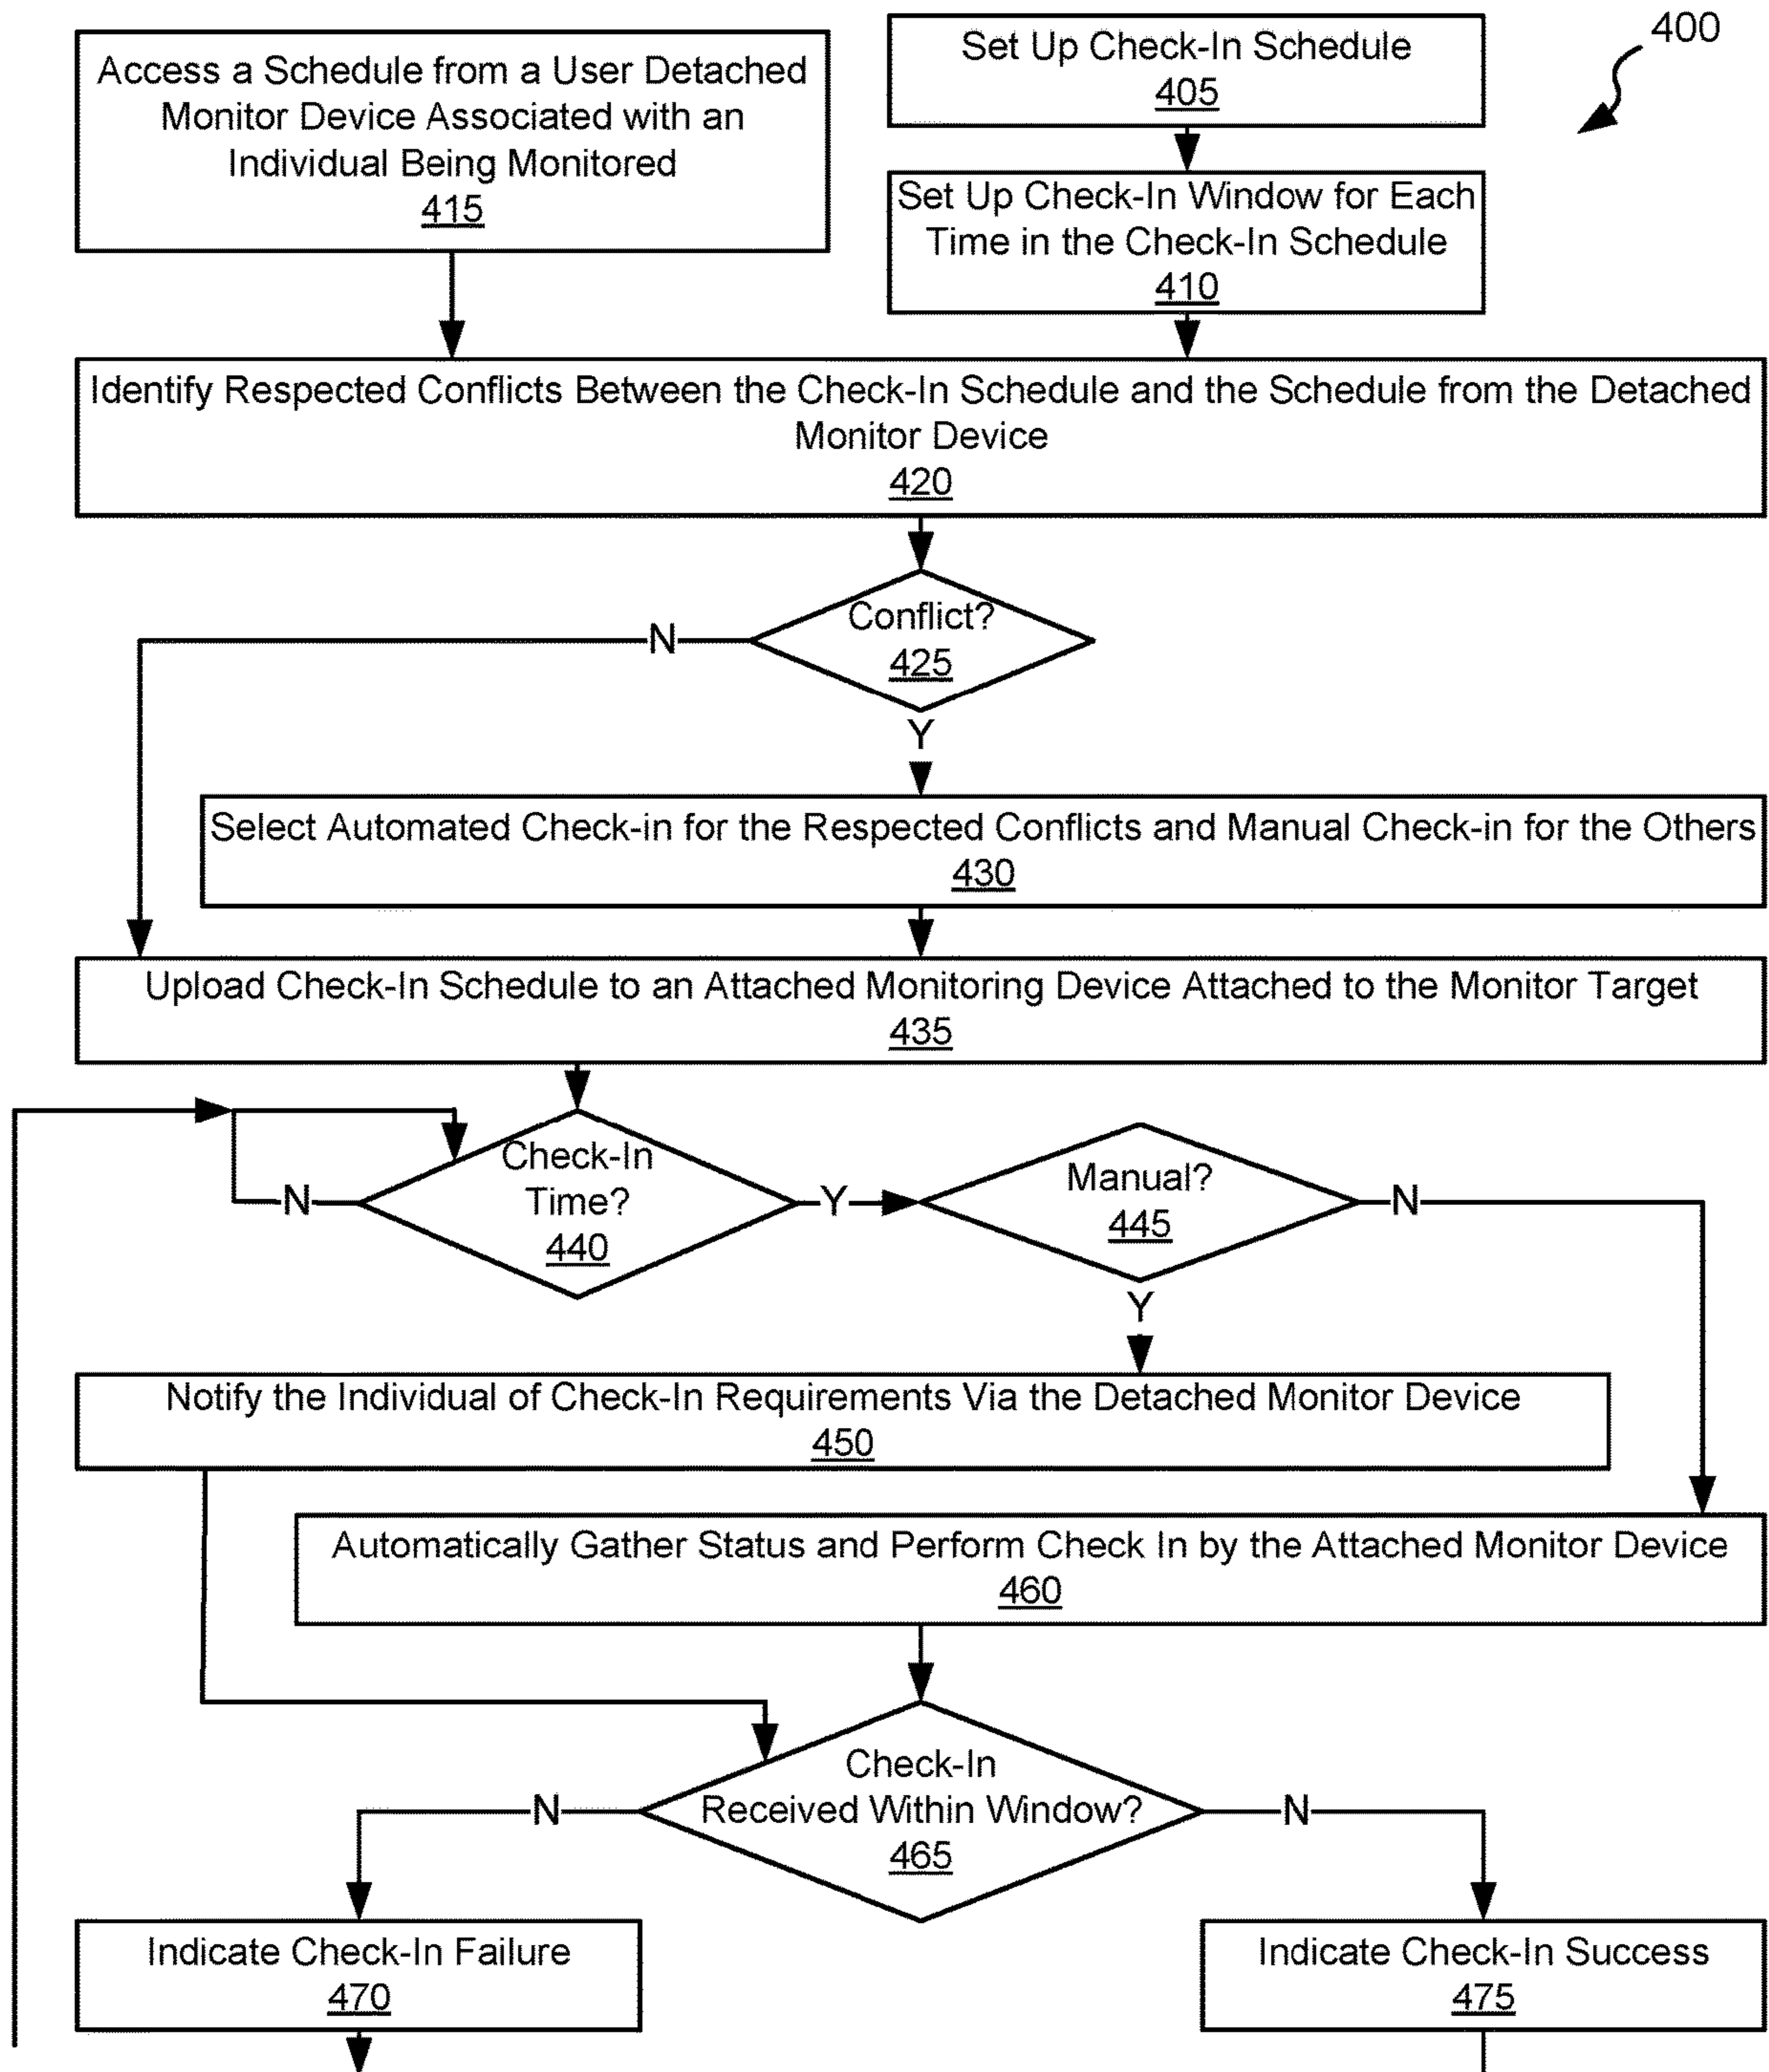 400
Access a Schedule from a User Detached
Monitor Device Associated with an
Individual Being Monitored
415
Set Up Check-In Schedule
405
Set Up Check-In Window for Each
Time in the Check-In Schedule
410
Identify Respected Conflicts Between the Check-In Schedule and the Schedule from the Detached
Monitor Device
420
Conflict?
425
N
Y
Select Automated Check-in for the Respected Conflicts and Manual Check-in for the Others
430
Upload Check-In Schedule to an Attached Monitoring Device Attached to the Monitor Target
435
Check-In
Time?
440
N
Y
Manual?
445
N
Y
Notify the Individual of Check-In Requirements Via the Detached Monitor Device
450
Automatically Gather Status and Perform Check In by the Attached Monitor Device
460
Check-In
Received Within Window?
465
N
N
Indicate Check-In Failure
470
Indicate Check-In Success
475